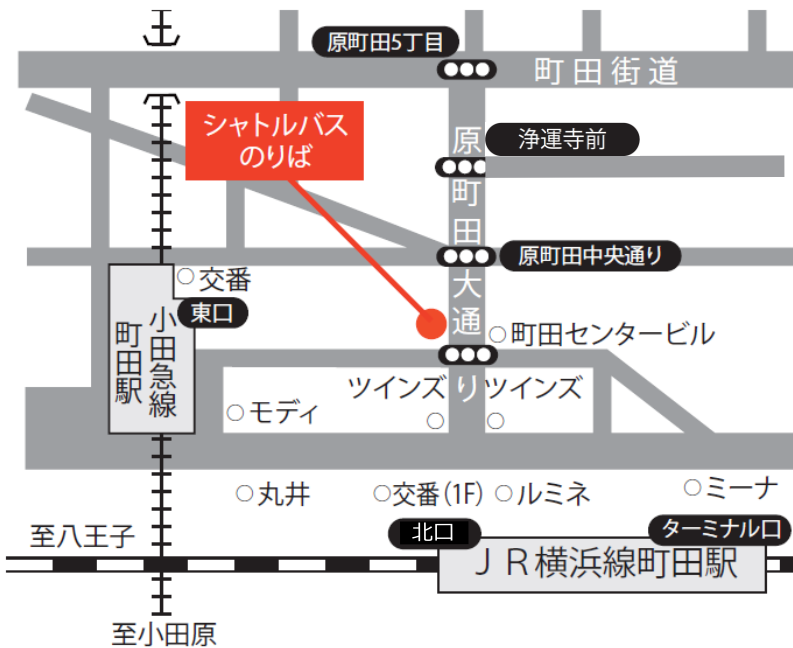 原町田5丁目
町田街道
シャトルバス
のりば
原町田大通り
浄運寺前
原町田中央通り
交番
東口
小田急線
町田駅
町田センタービル
ツインズ
ツインズ
モディ
丸井
交番(1F)
ルミネ
ミーナ
至八王子
北口
ターミナル口
JR横浜線町田駅
至小田原